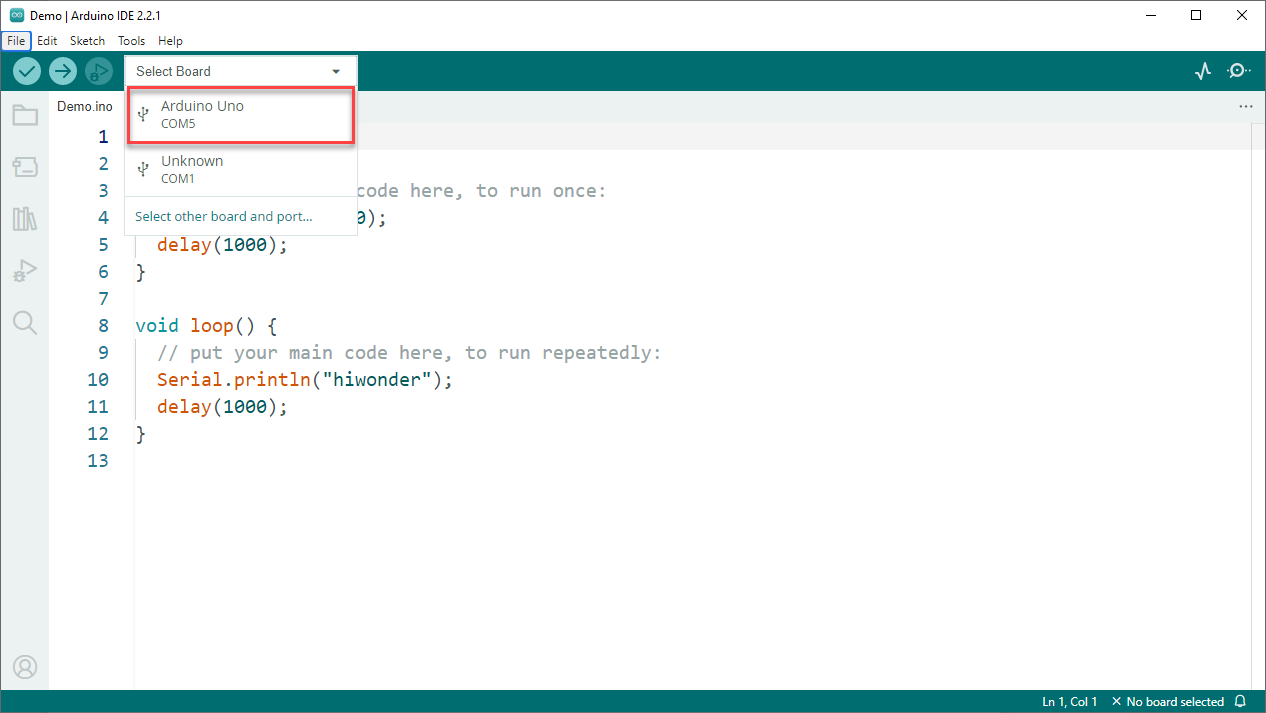 Demo | Arduino IDE 2.2.1
File Edit Sketch Tools Help
Select Board
Arduino Uno
COM5
Unknown
COM1
Select other board and port...
Demo.ino
1
2
3 code here, to run once:
4 0);
5 delay(1000);
6 }
7
8 void loop() {
9 // put your main code here, to run repeatedly:
10 Serial.println("hiwonder");
11 delay(1000);
12 }
13
Ln 1, Col 1 × No board selected